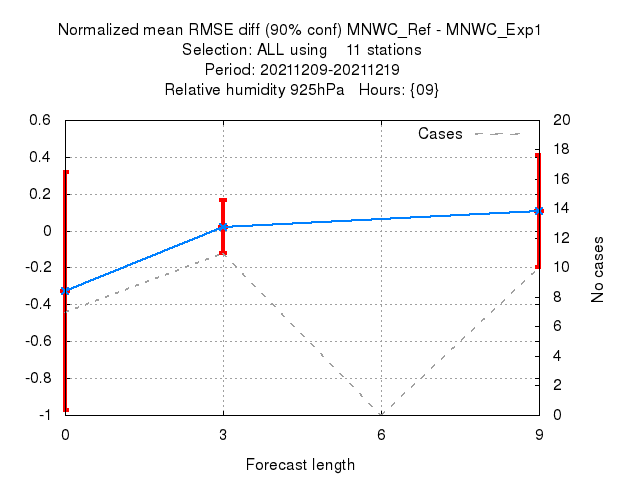 Normalized mean RMSE diff (90% conf) MNWC_Ref - MNWC_Exp1
Selection: ALL using 11 stations
Period: 20211209-20211219
Relative humidity 925hPa Hours: {09}
Cases
0.6
0.4
0.2
0
-0.2
-0.4
-0.6
-0.8
-1
20
18
16
14
12
10
8
6
4
2
0
No cases
0 3 6 9
Forecast length